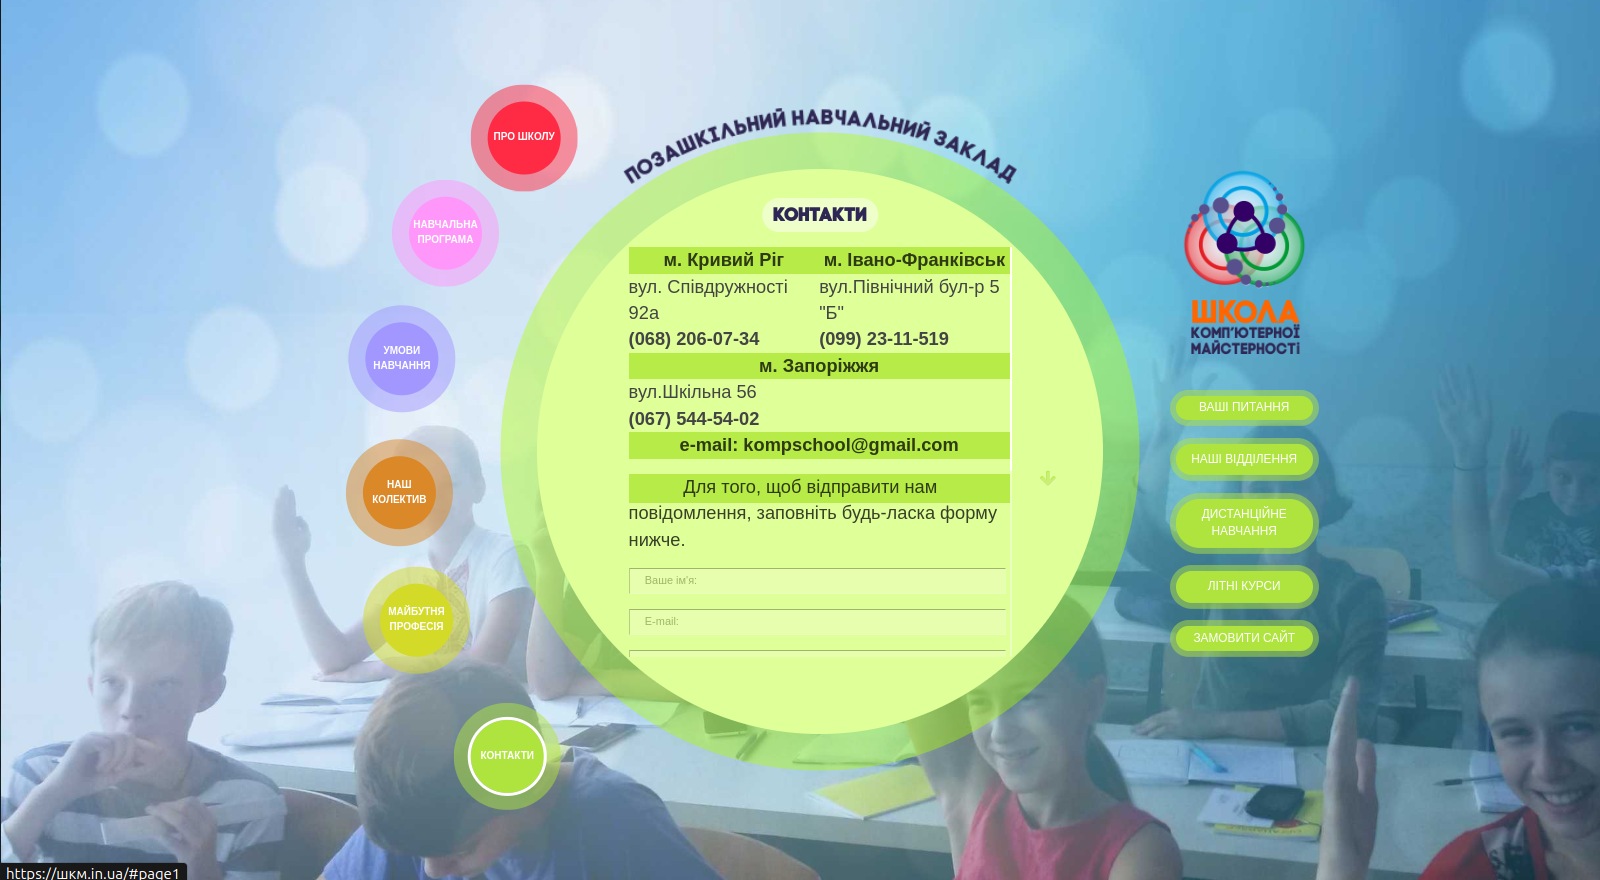 ПОЗАШКІЛЬНИЙ НАВЧАЛЬНИЙ ЗАКЛАД
ПРО ШКОЛУ
НАВЧАЛЬНА
ПРОГРАМА
УМОВИ
НАВЧАННЯ
НАШ
КОЛЕКТИВ
МАЙБУТНЯ
ПРОФЕСІЯ
КОНТАКТИ
КОНТАКТИ
м. Кривий Ріг
м. Івано-Франківськ
вул. Співдружності
92а
(068) 206-07-34
вул.Північний бул-р 5
"Б"
(099) 23-11-519
м. Запоріжжя
вул.Шкільна 56
(067) 544-54-02
e-mail: kompschool@gmail.com
Для того, щоб відправити нам
повідомлення, заповніть будь-ласка форму
нижче.
Ваше ім'я:
E-mail:
ШКОЛА
КОМП'ЮТЕРНОЇ
МАЙСТЕРНОСТІ
ВАШІ ПИТАННЯ
НАШІ ВІДДІЛЕННЯ
ДИСТАНЦІЙНЕ
НАВЧАННЯ
ЛІТНІ КУРСИ
ЗАМОВИТИ САЙТ
https://шкм.in.ua/#page1